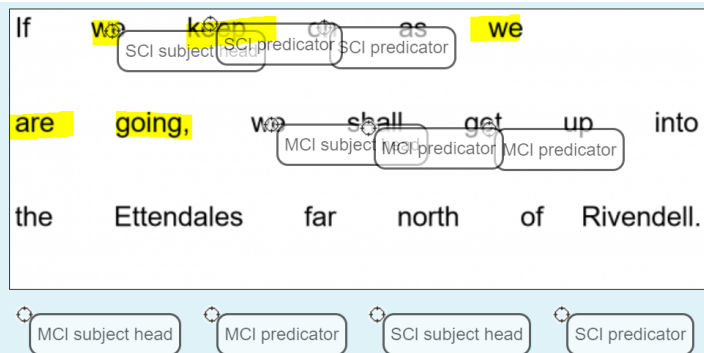 If we keep on as we
SCI subject head SCI predicator SCI predicator
are going, we shall get up into
MCI subject head MCI predicator MCI predicator
the Ettendales far north of Rivendell.
MCI subject head MCI predicator SCI subject head SCI predicator